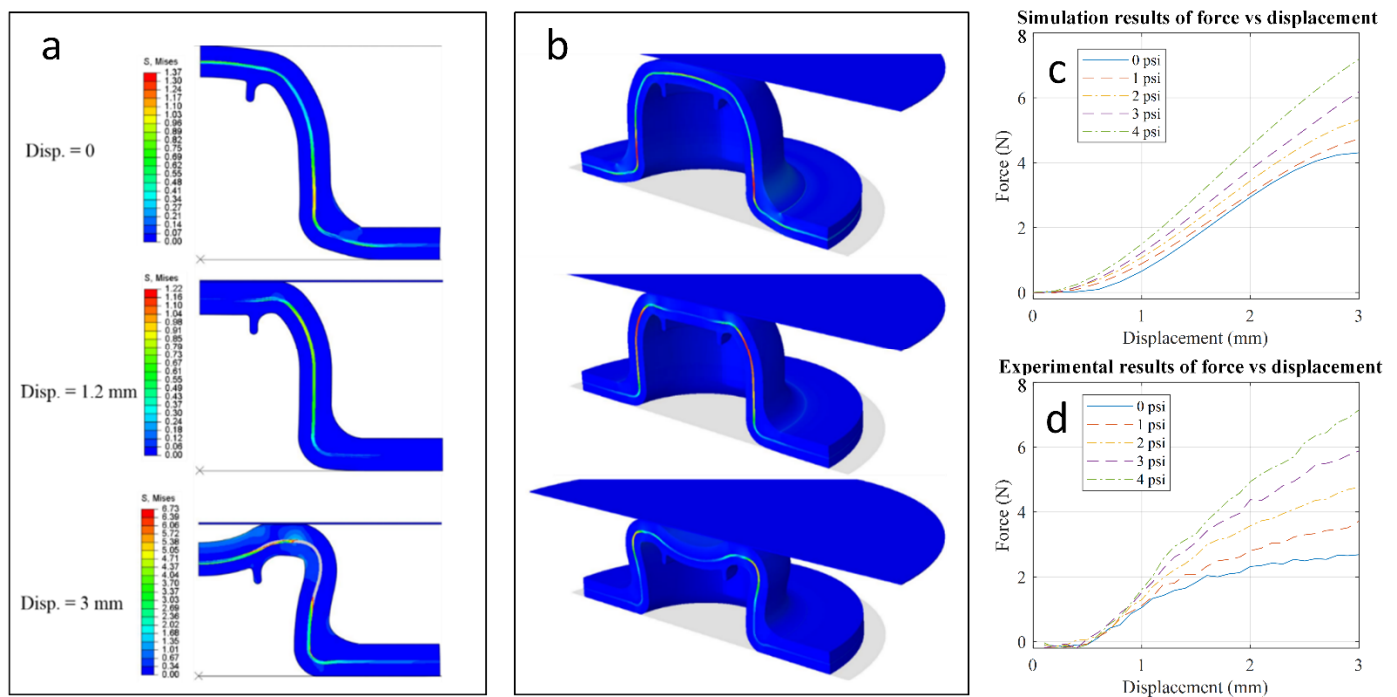 a
S, Mises
1.37
1.30
1.24
1.17
1.10
1.03
0.96
0.89
0.82
0.75
0.69
0.62
0.55
0.48
0.41
0.34
0.27
0.21
0.14
0.07
0.00
Disp. = 0
S, Mises
1.22
1.16
1.10
1.04
0.98
0.91
0.85
0.79
0.73
0.67
0.61
0.55
0.49
0.43
0.37
0.30
0.24
0.18
0.12
0.06
0.00
Disp. = 1.2 mm
S, Mises
6.73
6.39
6.06
5.72
5.38
5.05
4.71
4.37
4.04
3.70
3.37
3.03
2.69
2.36
2.02
1.68
1.35
1.01
0.67
0.34
0.00
Disp. = 3 mm
b
Simulation results of force vs displacement
c
0 psi
1 psi
2 psi
3 psi
4 psi
8
6
4
2
0
Force (N)
0 1 2 3
Displacement (mm)
Experimental results of force vs displacement
d
0 psi
1 psi
2 psi
3 psi
4 psi
8
6
4
2
0
Force (N)
0 1 2 3
Displacement (mm)